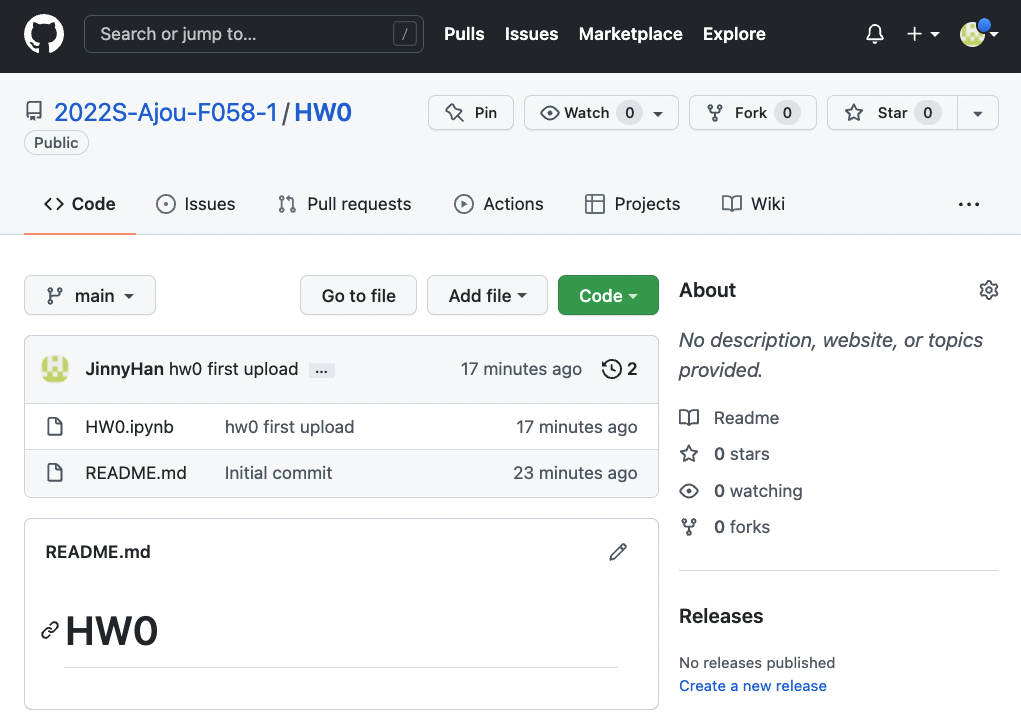 Search or jump to... /
Pulls Issues Marketplace Explore
2022S-Ajou-F058-1 / HW0
Public
Pin
Watch 0
Fork 0
Star 0
Code Issues Pull requests Actions Projects Wiki ...
main
Go to file
Add file
Code
JinnyHan hw0 first upload ... 17 minutes ago 2
HW0.ipynb hw0 first upload 17 minutes ago
README.md Initial commit 23 minutes ago
README.md
HW0
About
No description, website, or topics
provided.
Readme
0 stars
0 watching
0 forks
Releases
No releases published
Create a new release